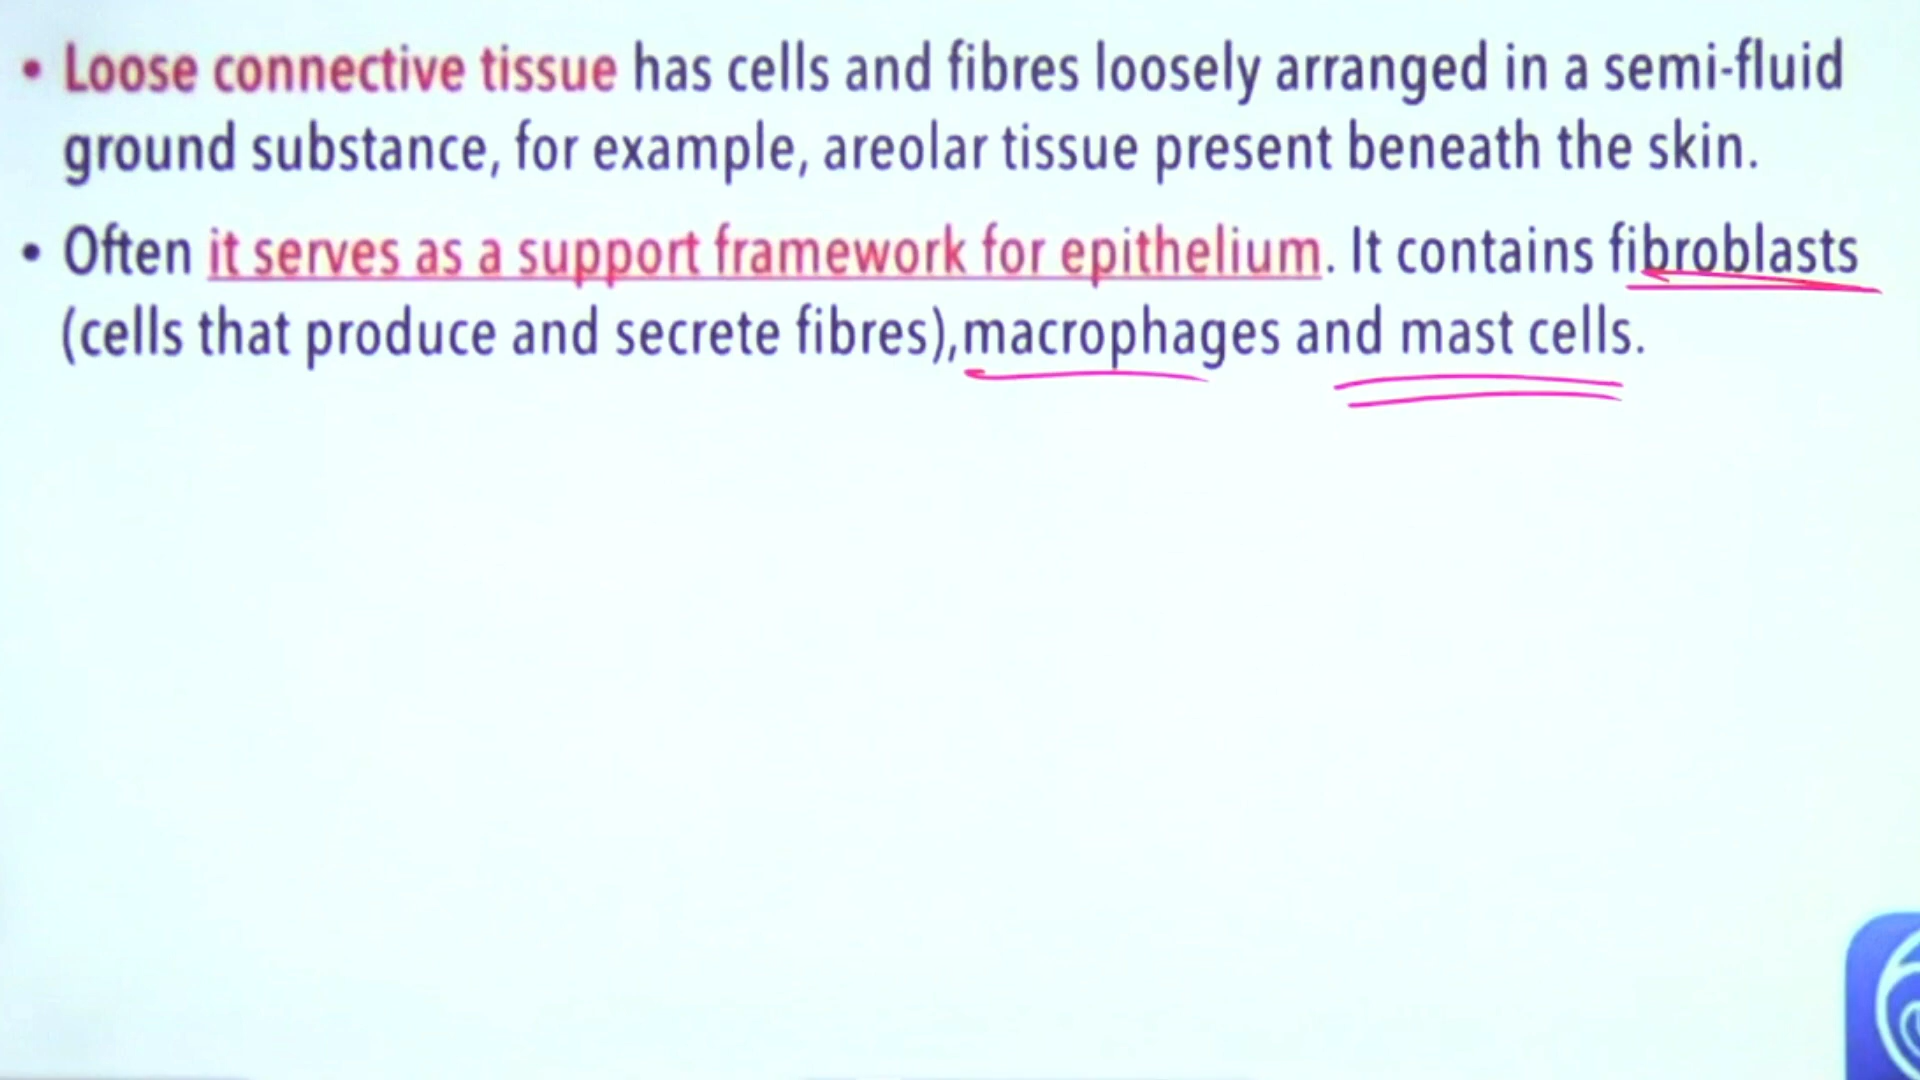 • Loose connective tissue has cells and fibres loosely arranged in a semi-fluid
ground substance, for example, areolar tissue present beneath the skin.
• Often it serves as a support framework for epithelium. It contains fibroblasts
(cells that produce and secrete fibres),macrophages and mast cells.